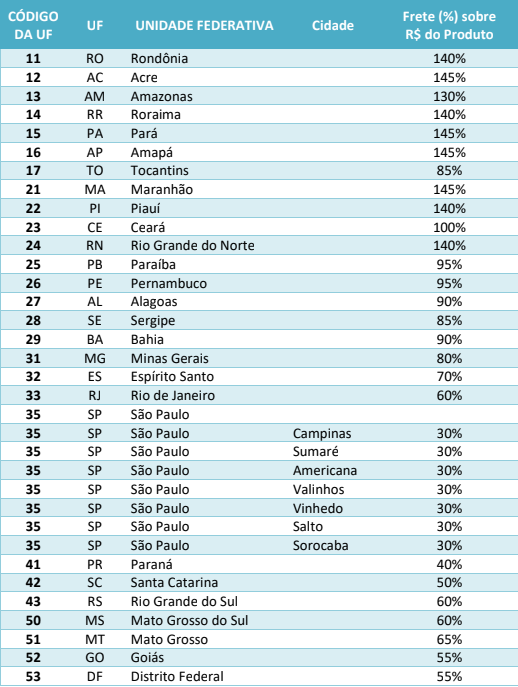 CÓDIGO DA UF UF UNIDADE FEDERATIVA Cidade Frete (%) sobre R$ do Produto
11 RO Rondônia 140%
12 AC Acre 145%
13 AM Amazonas 130%
14 RR Roraima 140%
15 PA Pará 145%
16 AP Amapá 145%
17 TO Tocantins 85%
21 MA Maranhão 145%
22 PI Piauí 140%
23 CE Ceará 100%
24 RN Rio Grande do Norte 140%
25 PB Paraíba 95%
26 PE Pernambuco 95%
27 AL Alagoas 90%
28 SE Sergipe 85%
29 BA Bahia 90%
31 MG Minas Gerais 80%
32 ES Espírito Santo 70%
33 RJ Rio de Janeiro 60%
35 SP São Paulo
35 SP São Paulo Campinas 30%
35 SP São Paulo Sumaré 30%
35 SP São Paulo Americana 30%
35 SP São Paulo Valinhos 30%
35 SP São Paulo Vinhedo 30%
35 SP São Paulo Salto 30%
35 SP São Paulo Sorocaba 30%
41 PR Paraná 40%
42 SC Santa Catarina 50%
43 RS Rio Grande do Sul 60%
50 MS Mato Grosso do Sul 60%
51 MT Mato Grosso 65%
52 GO Goiás 55%
53 DF Distrito Federal 55%